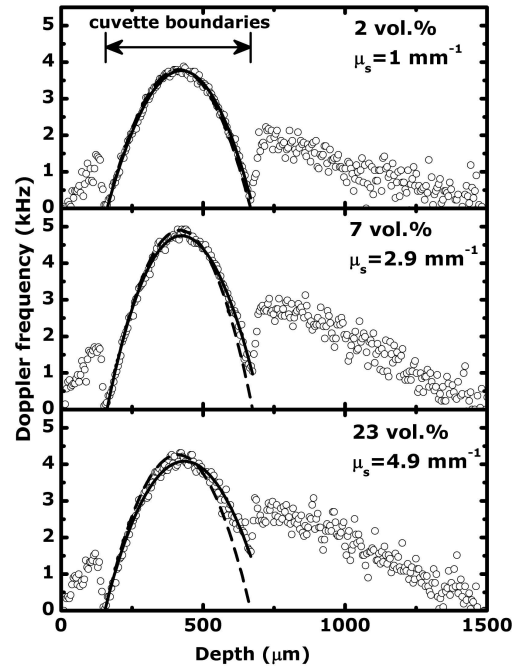 cuvette boundaries
2 vol.%
μs=1 mm-1
5
4
3
2
1
0
7 vol.%
μs=2.9 mm-1
5
4
3
2
1
0
23 vol.%
μs=4.9 mm-1
5
4
3
2
1
0
Doppler frequency (kHz)
0 500 1000 1500
Depth (μm)